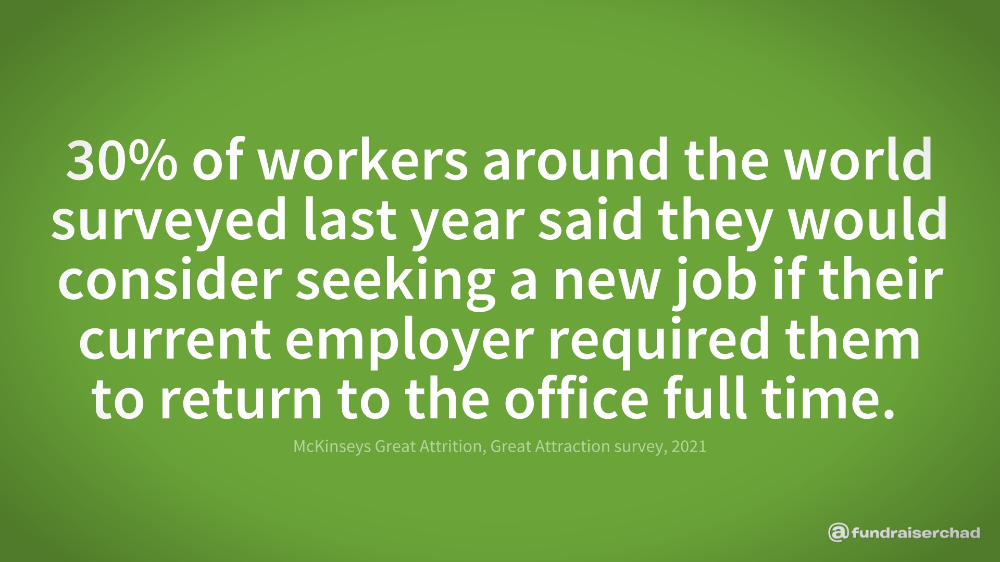 30% of workers around the world
surveyed last year said they would
consider seeking a new job if their
current employer required them
to return to the office full time.
McKinseys Great Attrition, Great Attraction survey, 2021
@fundraiserchad